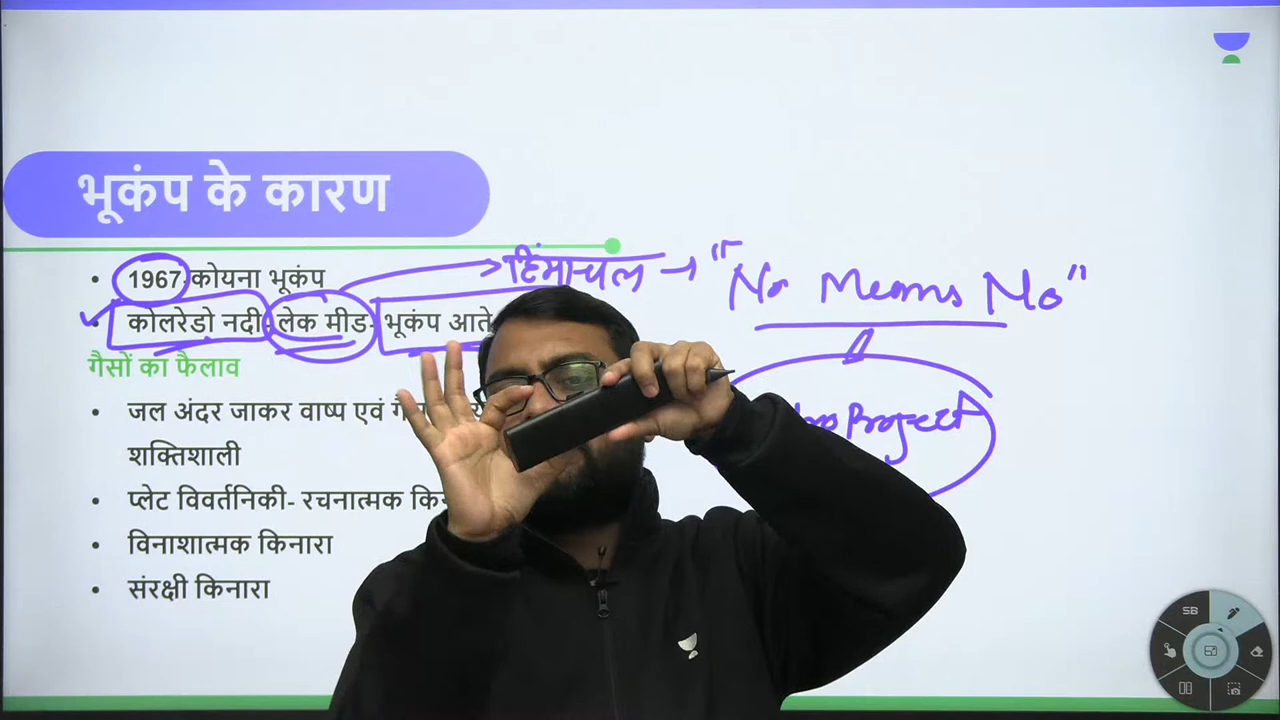 भूकंप के कारण
हिंमाचल → "No Means No"
• 1967-कोयना भूकंप
• कोलरेडो नदी- लेक मीड- भूकंप आते
Project
गैसों का फैलाव
• जल अंदर जाकर वाष्प एवं
शक्तिशाली
• प्लेट विवर्तनिकी- रचनात्मक
• विनाशात्मक किनारा
• संरक्षी किनारा
SB